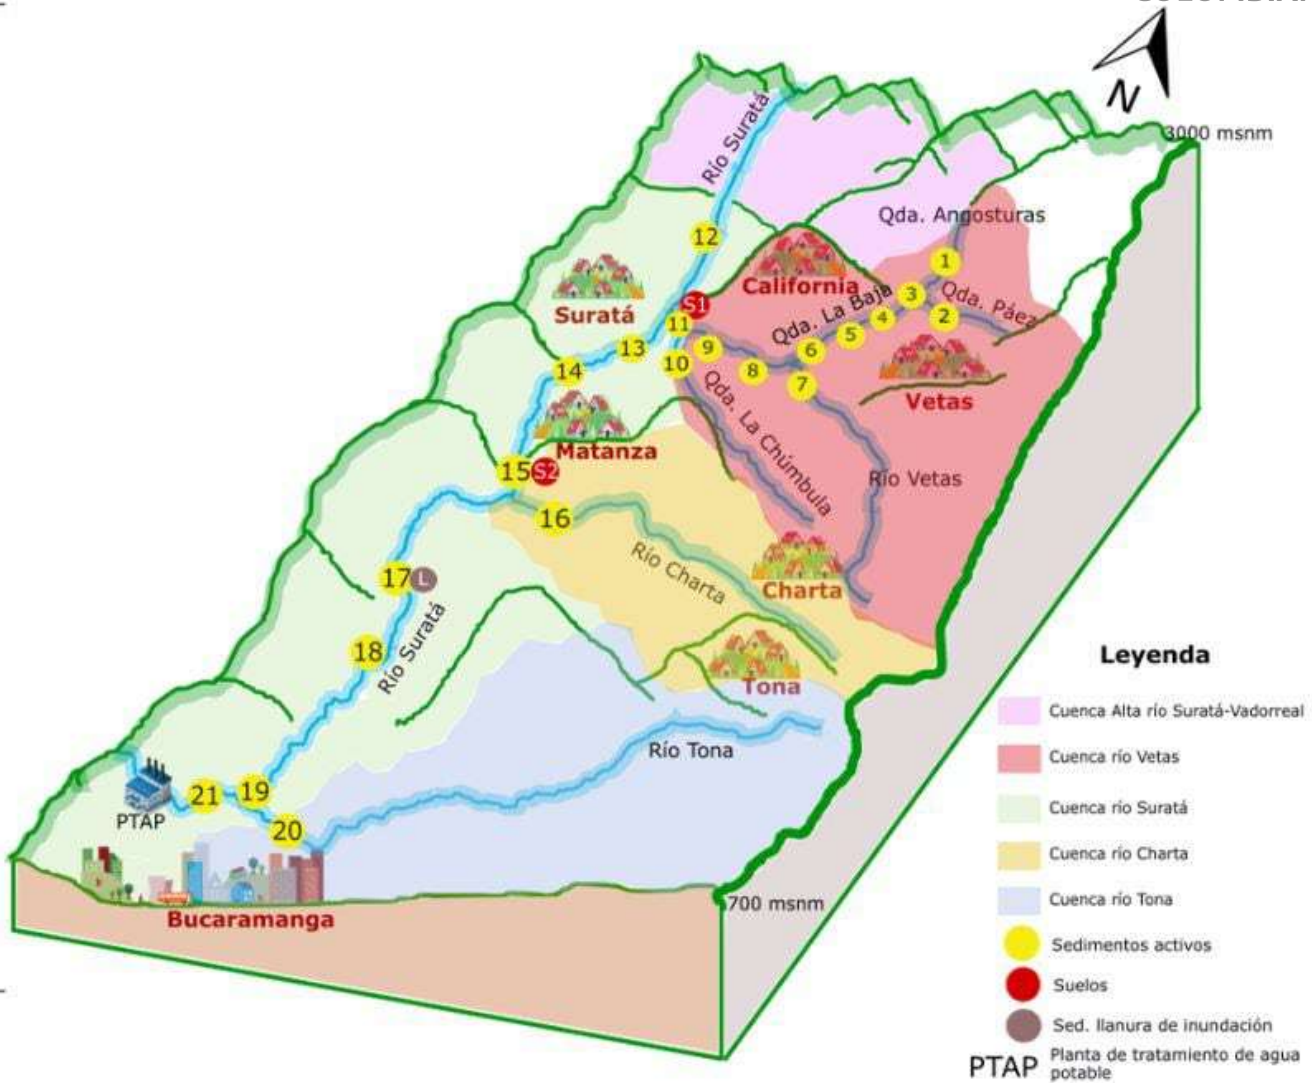 N
3000 msnm
Río Suratá
Qda. Angosturas
12
1
California
Suratá
S1
Qda. La Baja
3
Qda. Páez
2
4
5
11
13
9
6
10
14
8
7
Vetas
Qda. La Chúmbula
Matanza
15
S2
Río Vetas
16
Río Charta
17
L
Charta
Río Suratá
18
Tona
Río Tona
19
21
PTAP
20
Bucaramanga
700 msnm
Leyenda
Cuenca Alta río Suratá-Vadorreal
Cuenca río Vetas
Cuenca río Suratá
Cuenca río Charta
Cuenca río Tona
Sedimentos activos
Suelos
Sed. llanura de inundación
PTAP Planta de tratamiento de agua
potable